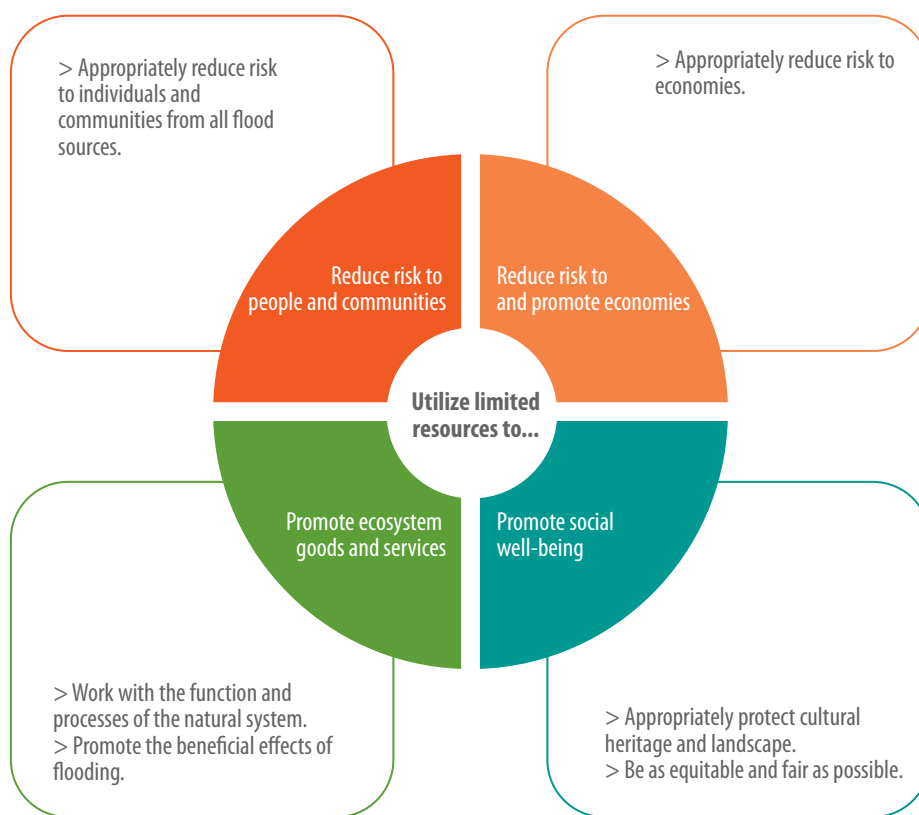 > Appropriately reduce risk
to individuals and
communities from all flood
sources.
> Appropriately reduce risk to
economies.
Reduce risk to
people and communities
Reduce risk to
and promote economies
Utilize limited
resources to...
Promote ecosystem
goods and services
Promote social
well-being
> Work with the function and
processes of the natural system.
> Promote the beneficial effects of
flooding.
> Appropriately protect cultural
heritage and landscape.
> Be as equitable and fair as possible.